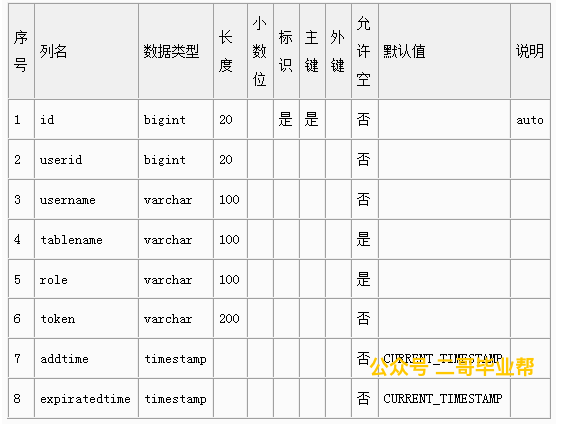 序号 列名 数据类型 长度 小数位 标识 主键 外键 允许空 默认值 说明
1 id bigint 20 是 是 否 auto
2 userid bigint 20 否
3 username varchar 100 否
4 tablename varchar 100 是
5 role varchar 100 是
6 token varchar 200 否
7 addtime timestamp 否 CURRENT_TIMESTAMP
公众号 二哥毕业帮
8 expiratedtime timestamp 否 CURRENT_TIMESTAMP